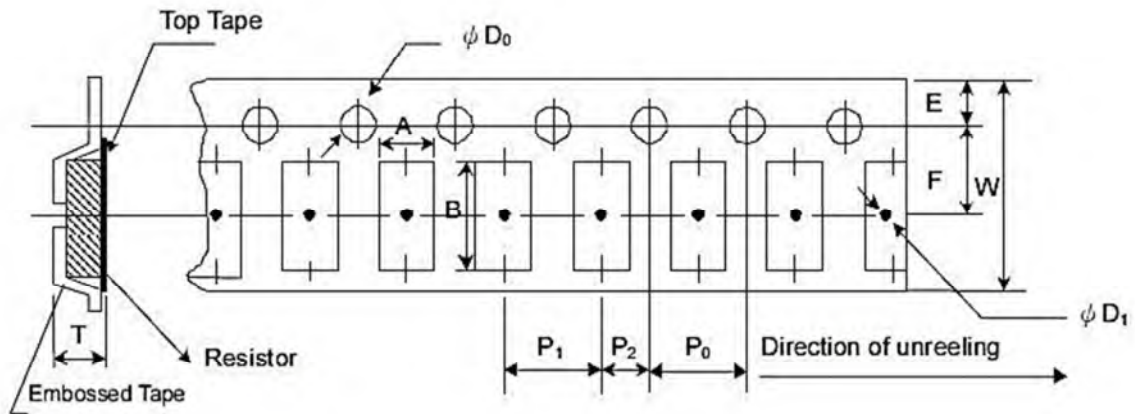 Top Tape
ψ D₀
E
A
F
W
B
ψ D₁
T
P₁
P₂
P₀
Direction of unreeling
Resistor
Embossed Tape